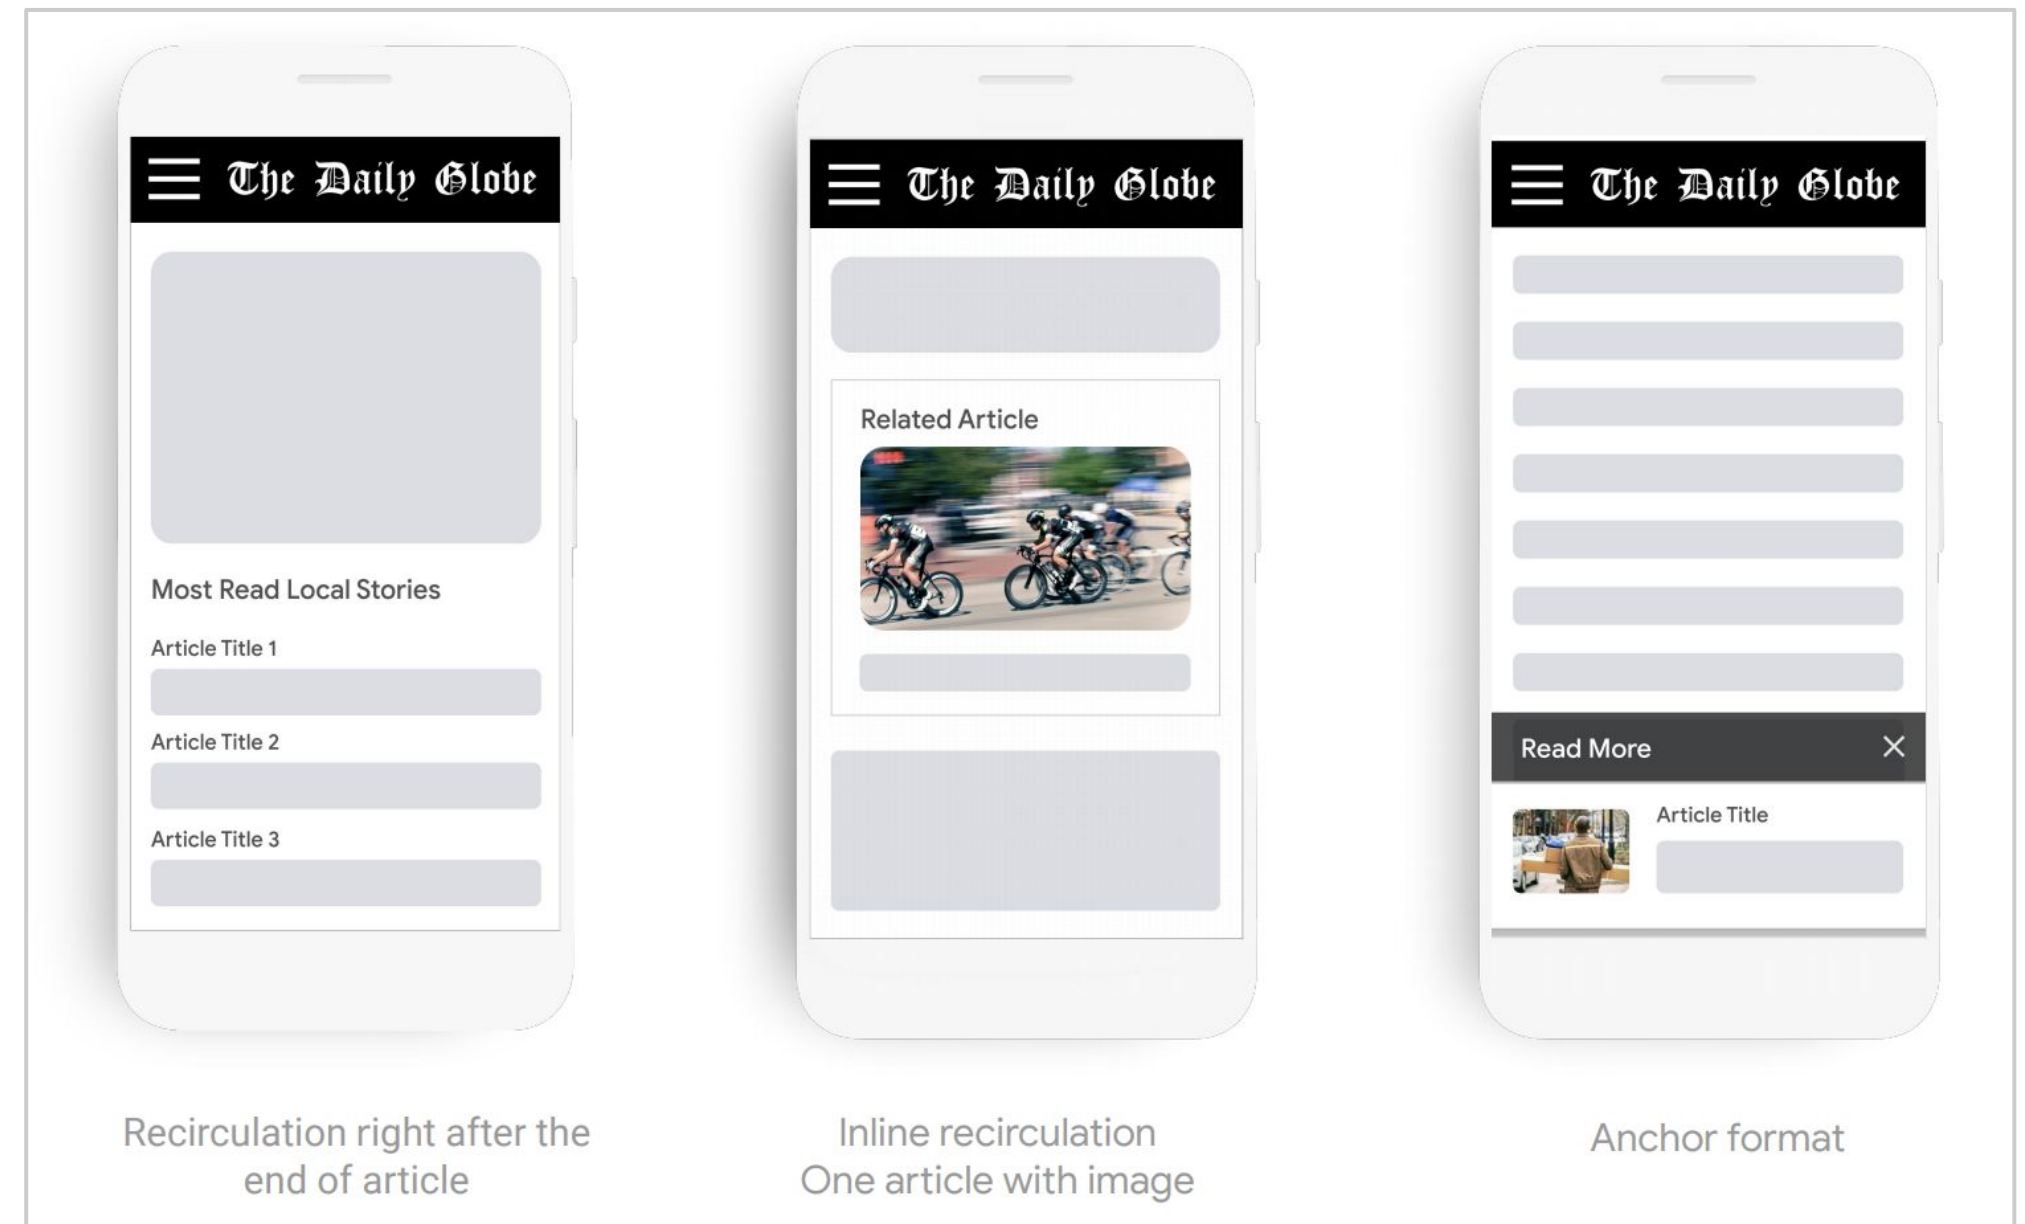 The Daily Globe
Most Read Local Stories
Article Title 1
Article Title 2
Article Title 3
Recirculation right after the
end of article
The Daily Globe
Related Article
Inline recirculation
One article with image
The Daily Globe
Read More
Article Title
Anchor format